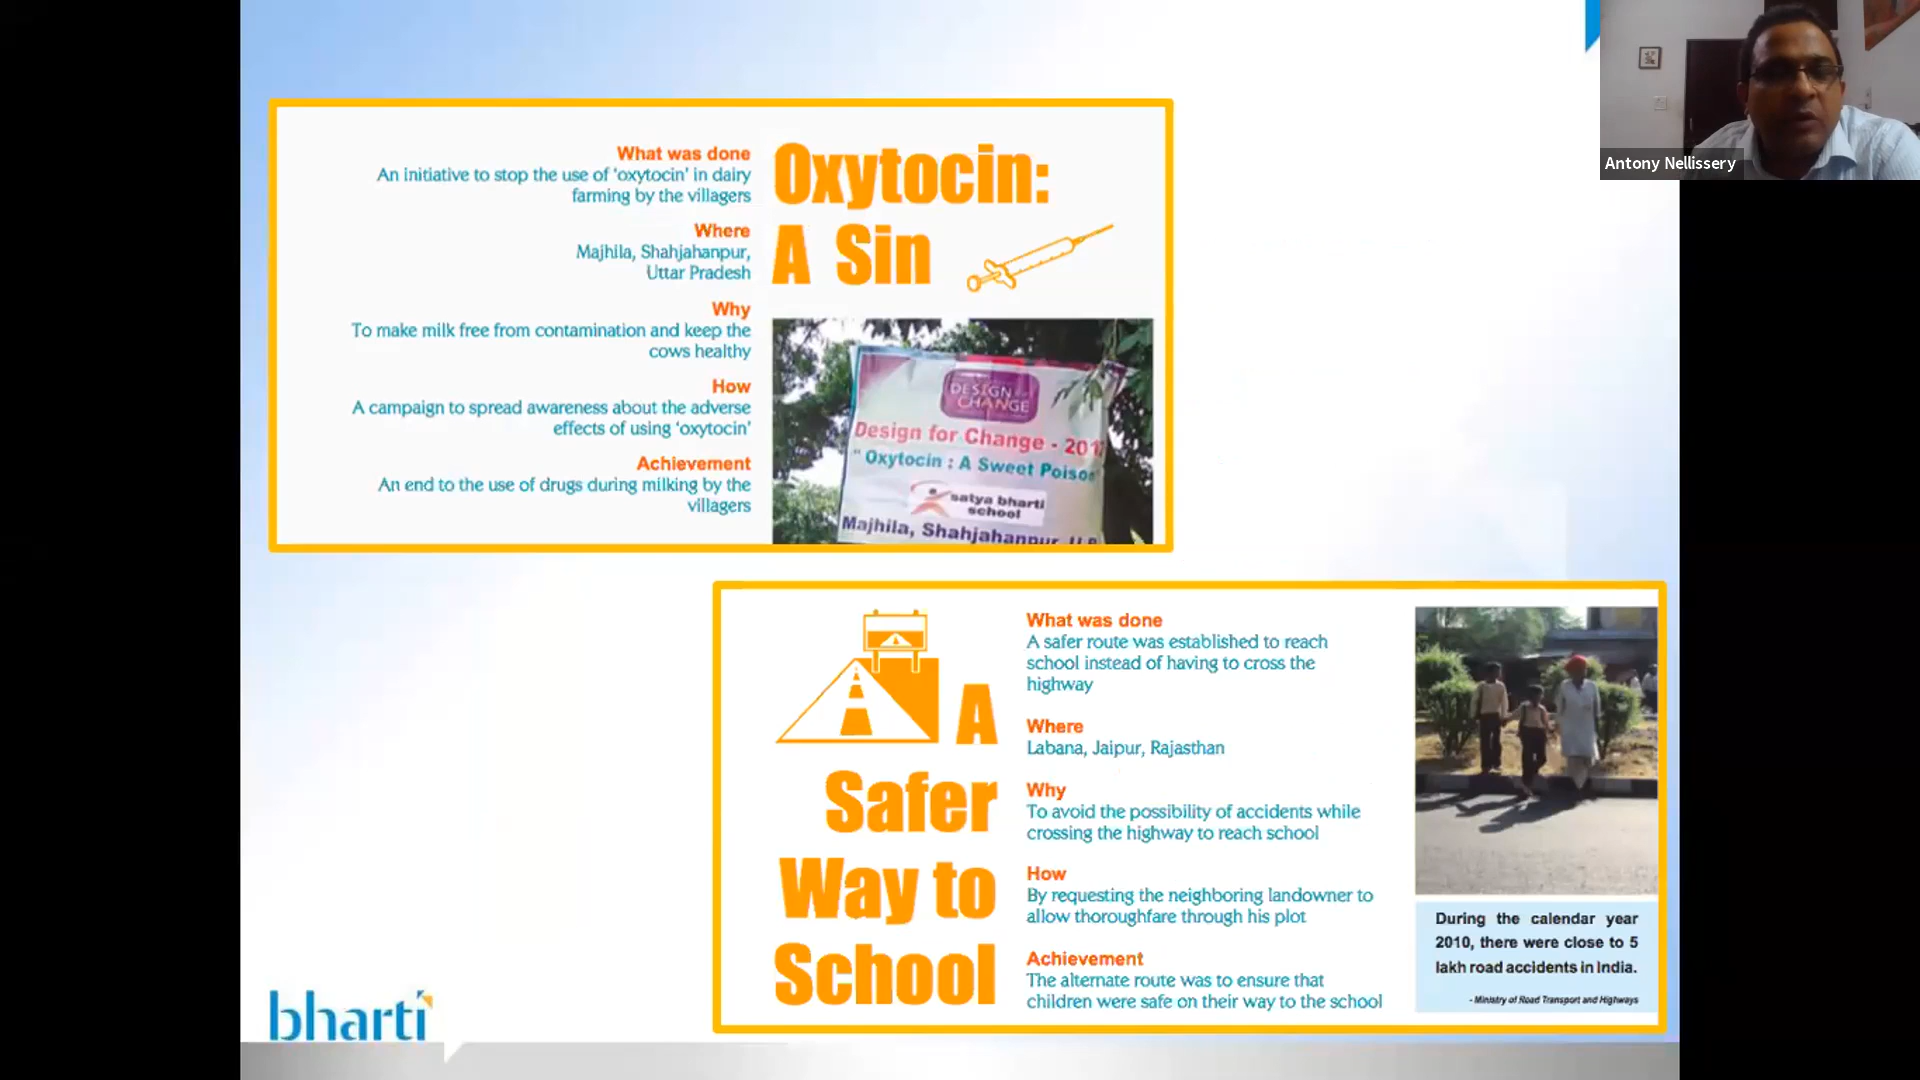 What was done
An initiative to stop the use of ‘oxytocin’ in dairy
farming by the villagers
Where
Majhila, Shahjahanpur,
Uttar Pradesh
Why
To make milk free from contamination and keep the
cows healthy
How
A campaign to spread awareness about the adverse
effects of using ‘oxytocin’
Achievement
An end to the use of drugs during milking by the
villagers
Oxytocin:
A Sin
DESIGN
CHANGE
Design for Change - 201
" Oxytocin : A Sweet Poison
satya bharti
school
Majhila, Shahjahanpur, U.P.
A
Safer
Way to
School
What was done
A safer route was established to reach
school instead of having to cross the
highway
Where
Labana, Jaipur, Rajasthan
Why
To avoid the possibility of accidents while
crossing the highway to reach school
How
By requesting the neighboring landowner to
allow thoroughfare through his plot
Achievement
The alternate route was to ensure that
children were safe on their way to the school
During the calendar year
2010, there were close to 5
lakh road accidents in India.
- Ministry of Road Transport and Highways
bharti
Antony Nellissery